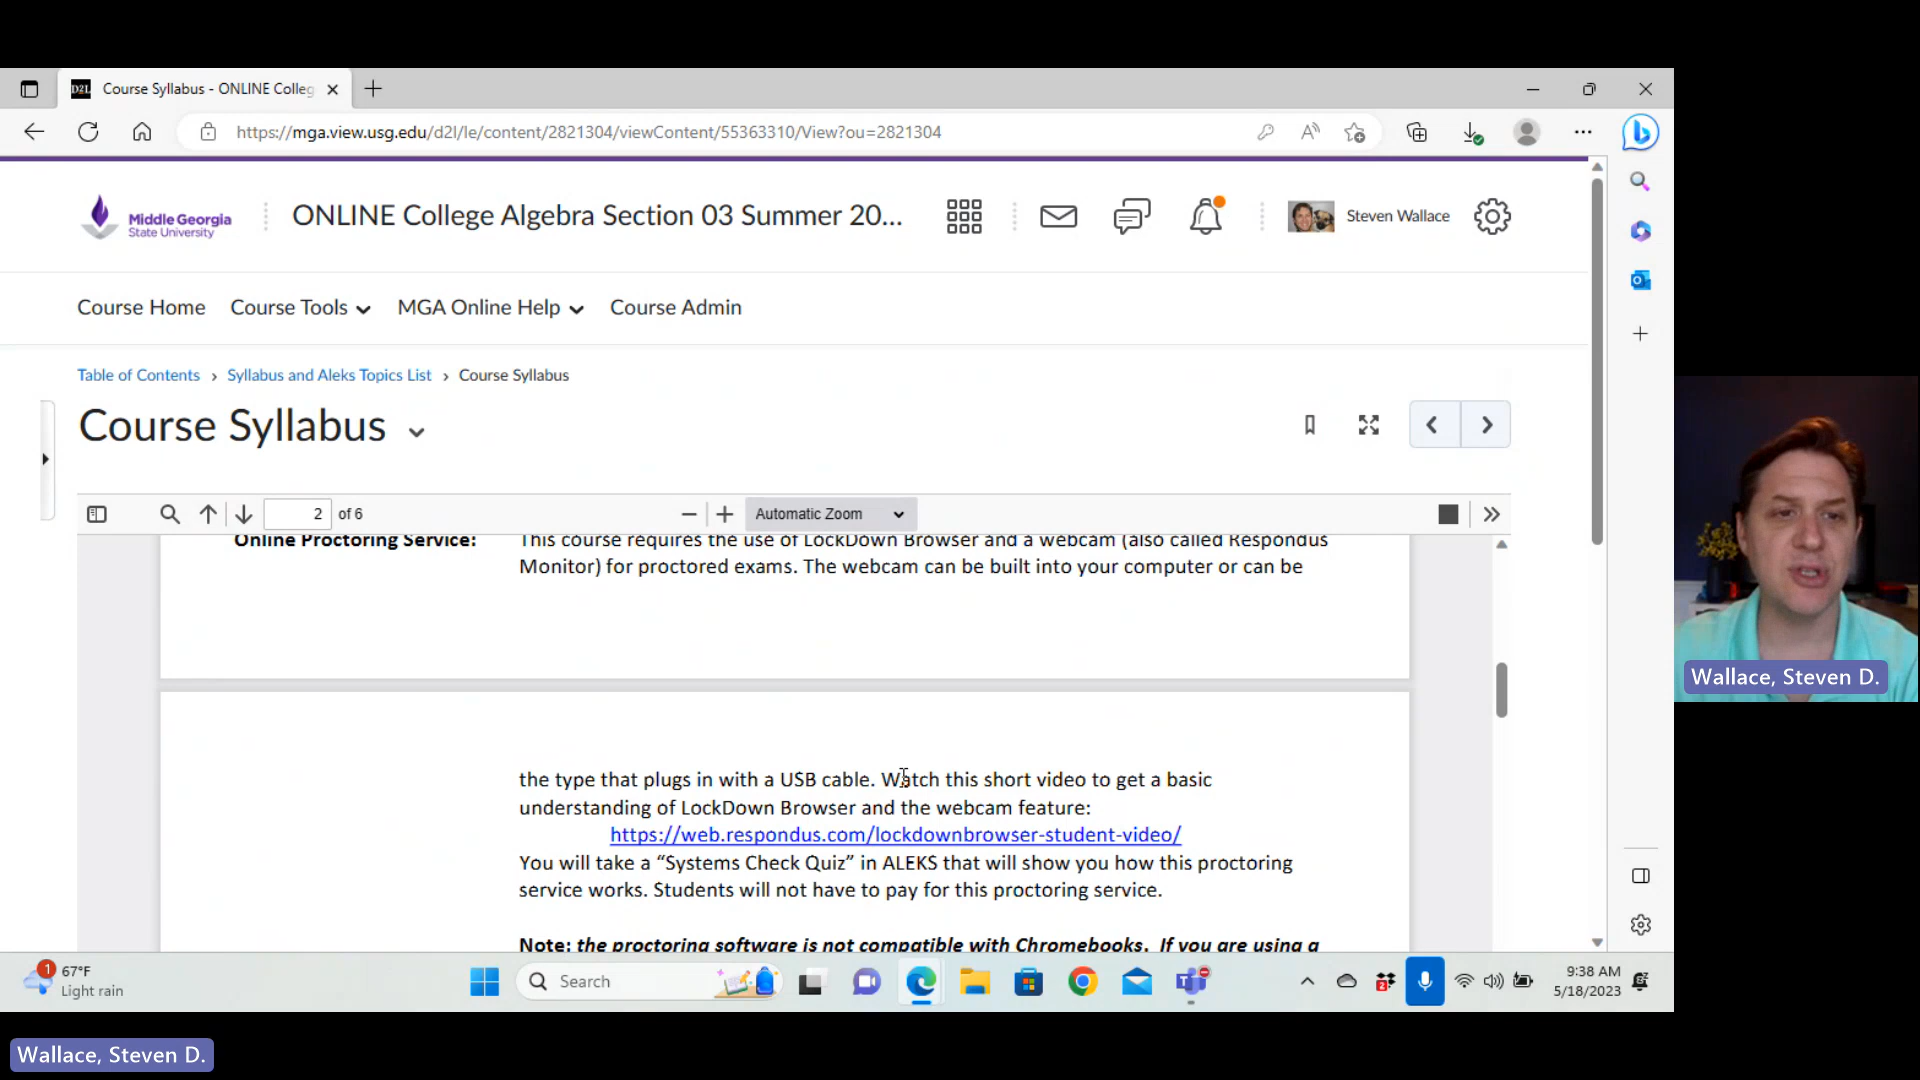 D2L Course Syllabus - ONLINE Colleg
https://mga.view.usg.edu/d2l/le/content/2821304/viewContent/55363310/View?ou=2821304
Middle Georgia
State University
ONLINE College Algebra Section 03 Summer 20...
Steven Wallace
Course Home Course Tools MGA Online Help Course Admin
Table of Contents › Syllabus and Aleks Topics List › Course Syllabus
Course Syllabus
2 of 6
Automatic Zoom
Online Proctoring Service: This course requires the use of LockDown Browser and a webcam (also called Respondus
Monitor) for proctored exams. The webcam can be built into your computer or can be
the type that plugs in with a USB cable. Watch this short video to get a basic
understanding of LockDown Browser and the webcam feature:
https://web.respondus.com/lockdownbrowser-student-video/
You will take a “Systems Check Quiz” in ALEKS that will show you how this proctoring
service works. Students will not have to pay for this proctoring service.
Note: the proctoring software is not compatible with Chromebooks. If you are using a
Wallace, Steven D.
1
67°F
Light rain
Search
2
9:38 AM
5/18/2023
Wallace, Steven D.